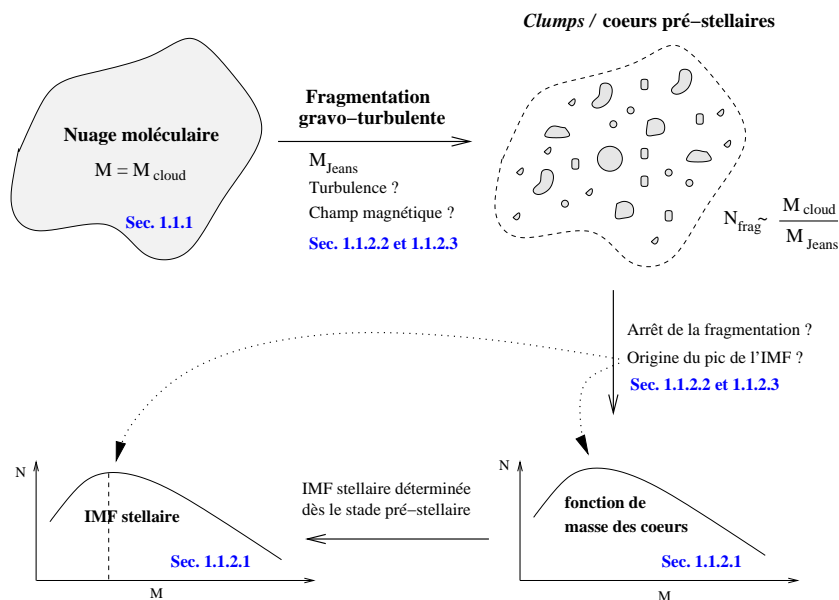 Clumps / coeurs pré−stellaires
Nuage moléculaire
M = M cloud
Sec. 1.1.1
Fragmentation
gravo−turbulente
M Jeans
Turbulence ?
Champ magnétique ?
Sec. 1.1.2.2 et 1.1.2.3
N frag ~ M cloud
M Jeans
Arrêt de la fragmentation ?
Origine du pic de l'IMF ?
Sec. 1.1.2.2 et 1.1.2.3
N
IMF stellaire
Sec. 1.1.2.1
M
IMF stellaire déterminée
dès le stade pré−stellaire
N
fonction de
masse des coeurs
Sec. 1.1.2.1
M